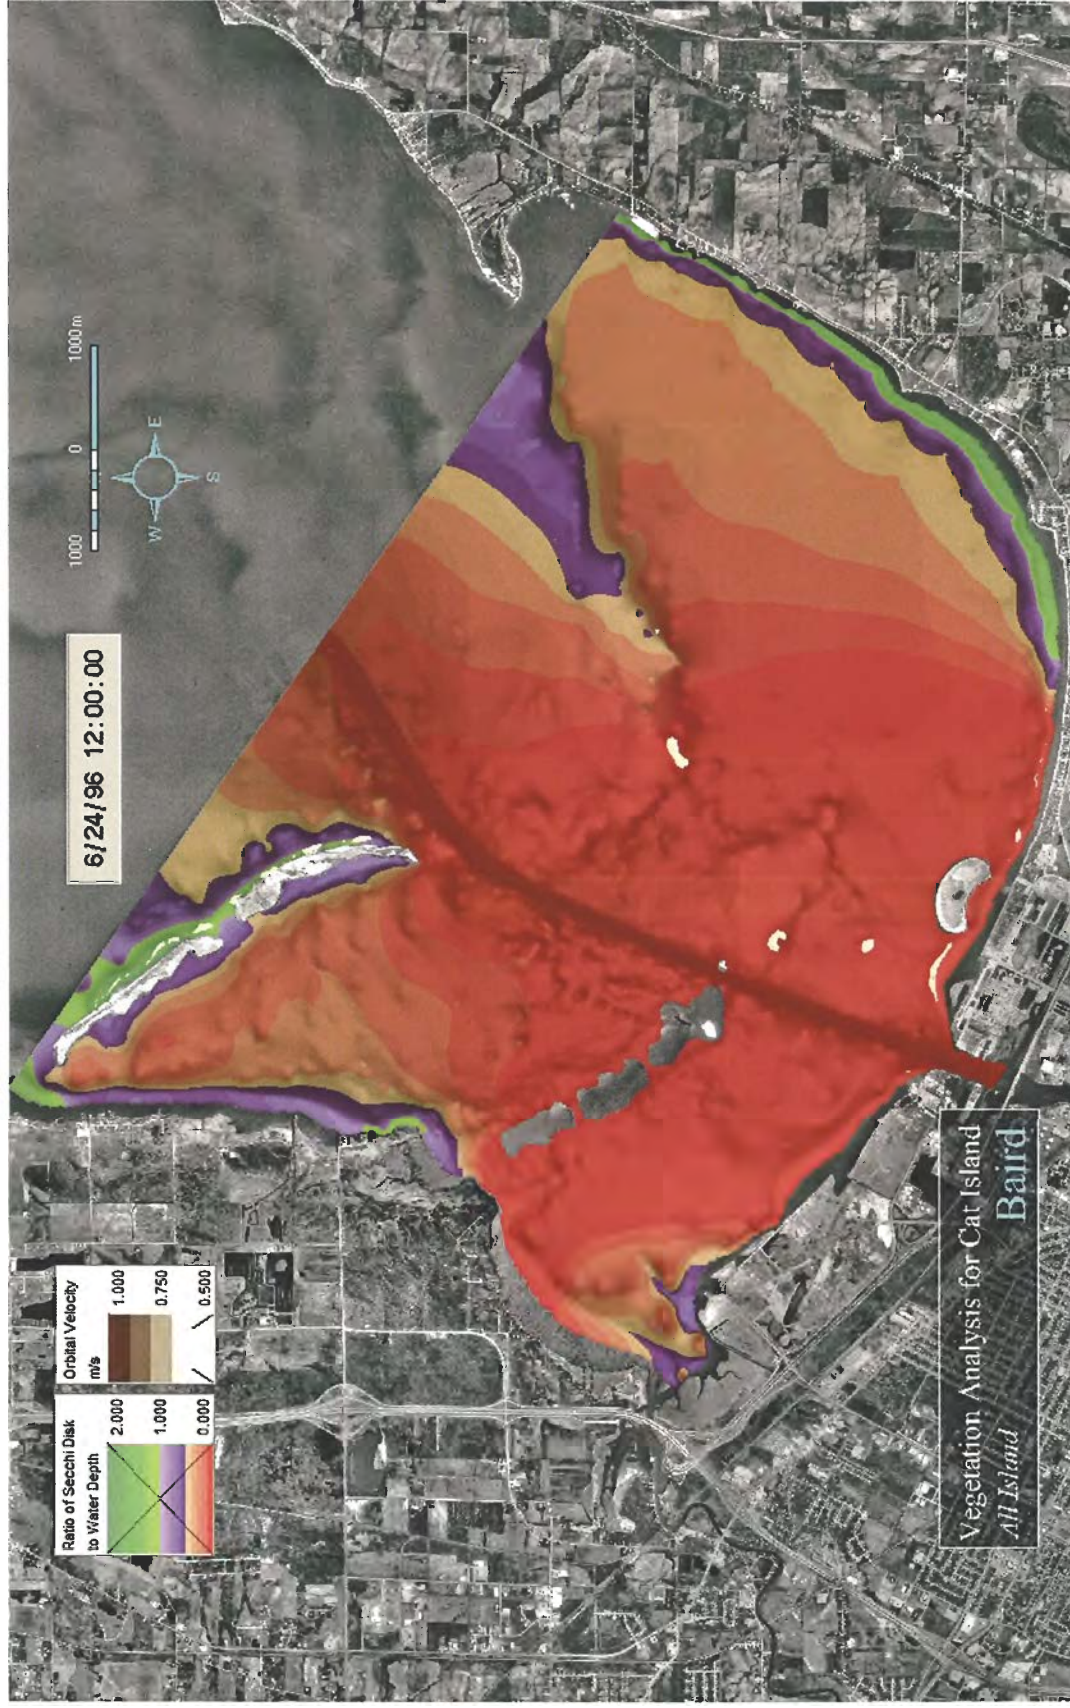 6/24/96 12:00:00
1000 0 1000 m
W E S
Ratio of Secchi Disk
to Water Depth
2.000
1.000
0.000
Orbital Velocity
m/s
1.000
0.750
0.500
Vegetation Analysis for Cat Island
All Island
Baird